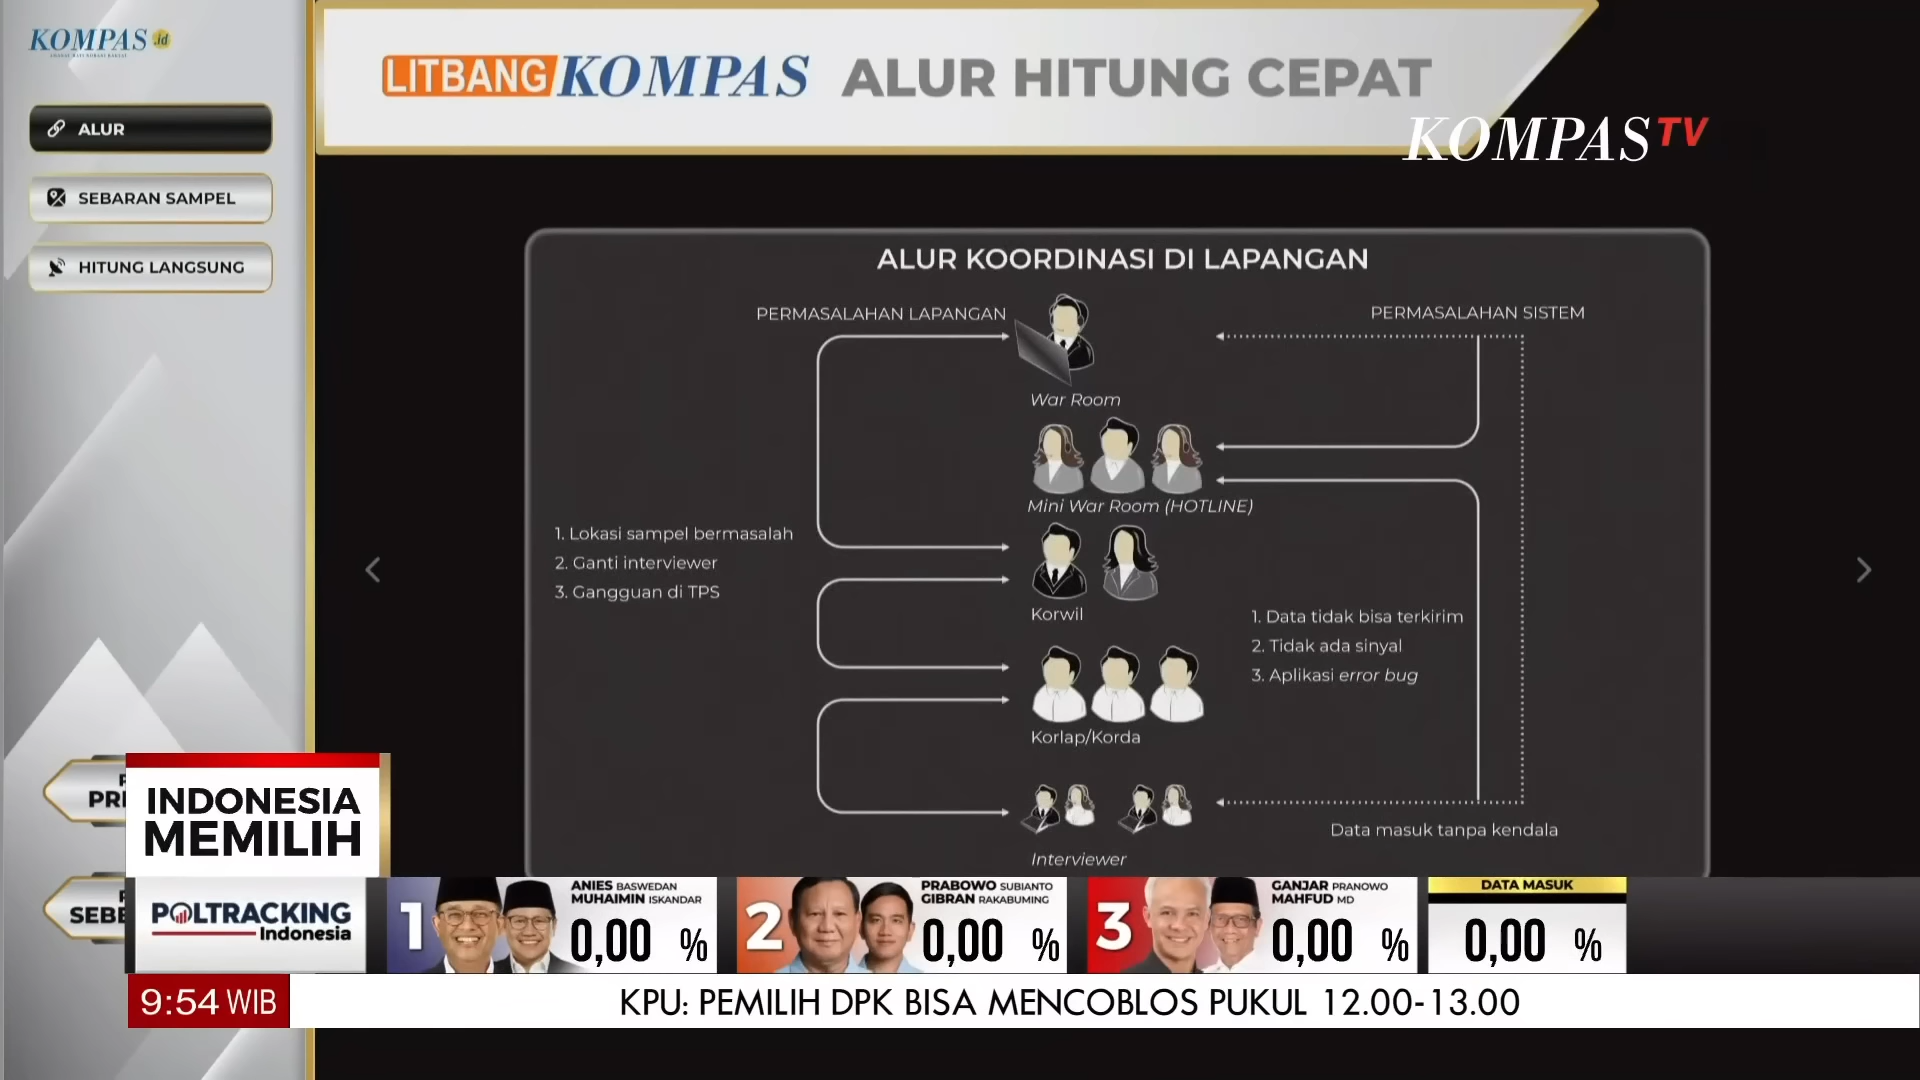 KOMPAS.id
LITBANG KOMPAS ALUR HITUNG CEPAT
KOMPAS TV
ALUR
SEBARAN SAMPEL
HITUNG LANGSUNG
ALUR KOORDINASI DI LAPANGAN
PERMASALAHAN LAPANGAN
PERMASALAHAN SISTEM
War Room
Mini War Room (HOTLINE)
1. Lokasi sampel bermasalah
2. Ganti interviewer
3. Gangguan di TPS
Korwil
1. Data tidak bisa terkirim
2. Tidak ada sinyal
3. Aplikasi error bug
Korlap/Korda
Data masuk tanpa kendala
Interviewer
INDONESIA
MEMILIH
POLTRACKING
Indonesia
1
ANIES BASWEDAN
MUHAIMIN ISKANDAR
0,00 %
2
PRABOWO SUBIANTO
GIBRAN RAKABUMING
0,00 %
3
GANJAR PRANOWO
MAHFUD MD
0,00 %
DATA MASUK
0,00 %
9:54 WIB
KPU: PEMILIH DPK BISA MENCOBLOS PUKUL 12.00-13.00